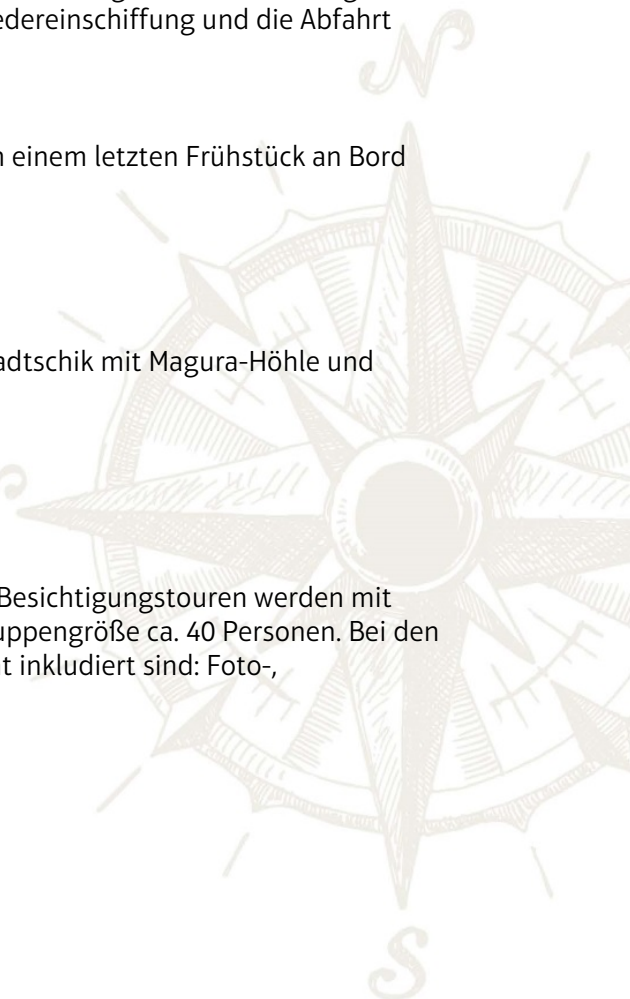 edereinschiffung und die Abfahrt
N
einem letzten Frühstück an Bord
adtschik mit Magura-Höhle und
Besichtigungstouren werden mit
uppengröße ca. 40 Personen. Bei den
t inkludiert sind: Foto-,
S